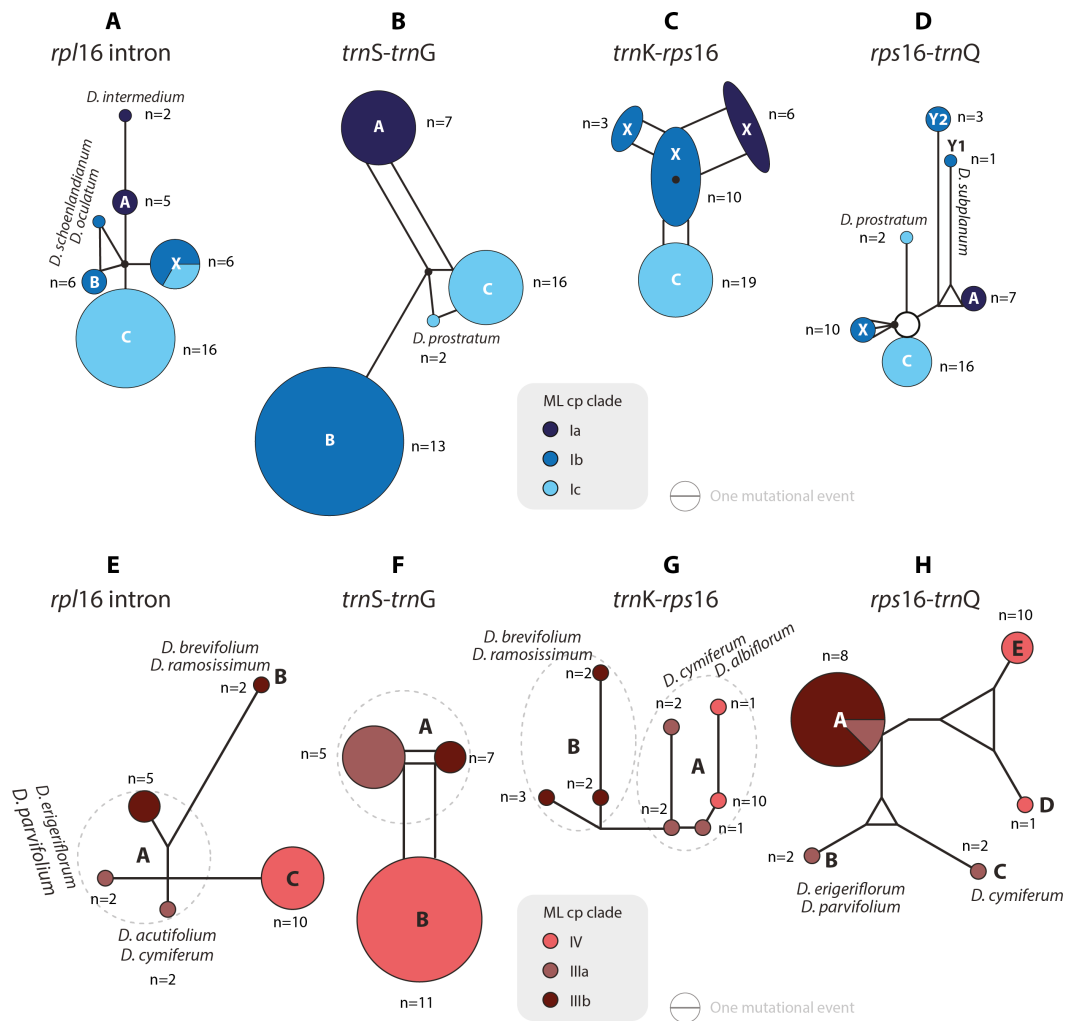 A
rpl16 intron
D. intermedium
n=2
A
n=5
D. schoenlandianum
D. oculatum
X
n=6
n=6
B
C
n=16
B
trnS-trnG
A
n=7
C
n=16
D. prostratum
n=2
B
n=13
C
trnK-rps16
n=3
X
X
X
n=6
n=10
C
n=19
D
rps16-trnQ
Y2
n=3
Y1
n=1
D. subplanum
D. prostratum
n=2
A
n=7
n=10
X
C
n=16
ML cp clade
Ia
Ib
Ic
One mutational event
E
rpl16 intron
D. brevifolium
D. ramosissimum
n=2
B
n=5
D. erigeriflorum
D. parvifolium
A
n=2
C
n=10
D. acutifolium
D. cymiferum
n=2
F
trnS-trnG
A
n=5
n=7
B
n=11
G
trnK-rps16
D. brevifolium
D. ramosissimum
n=2
D. cymiferum
D. albiflorum
n=2
n=1
B
A
n=3
n=2
n=2
n=10
n=1
H
rps16-trnQ
n=8
n=10
E
A
D
n=1
n=2
B
n=2
C
D. erigeriflorum
D. parvifolium
D. cymiferum
ML cp clade
IV
IIIa
IIIb
One mutational event